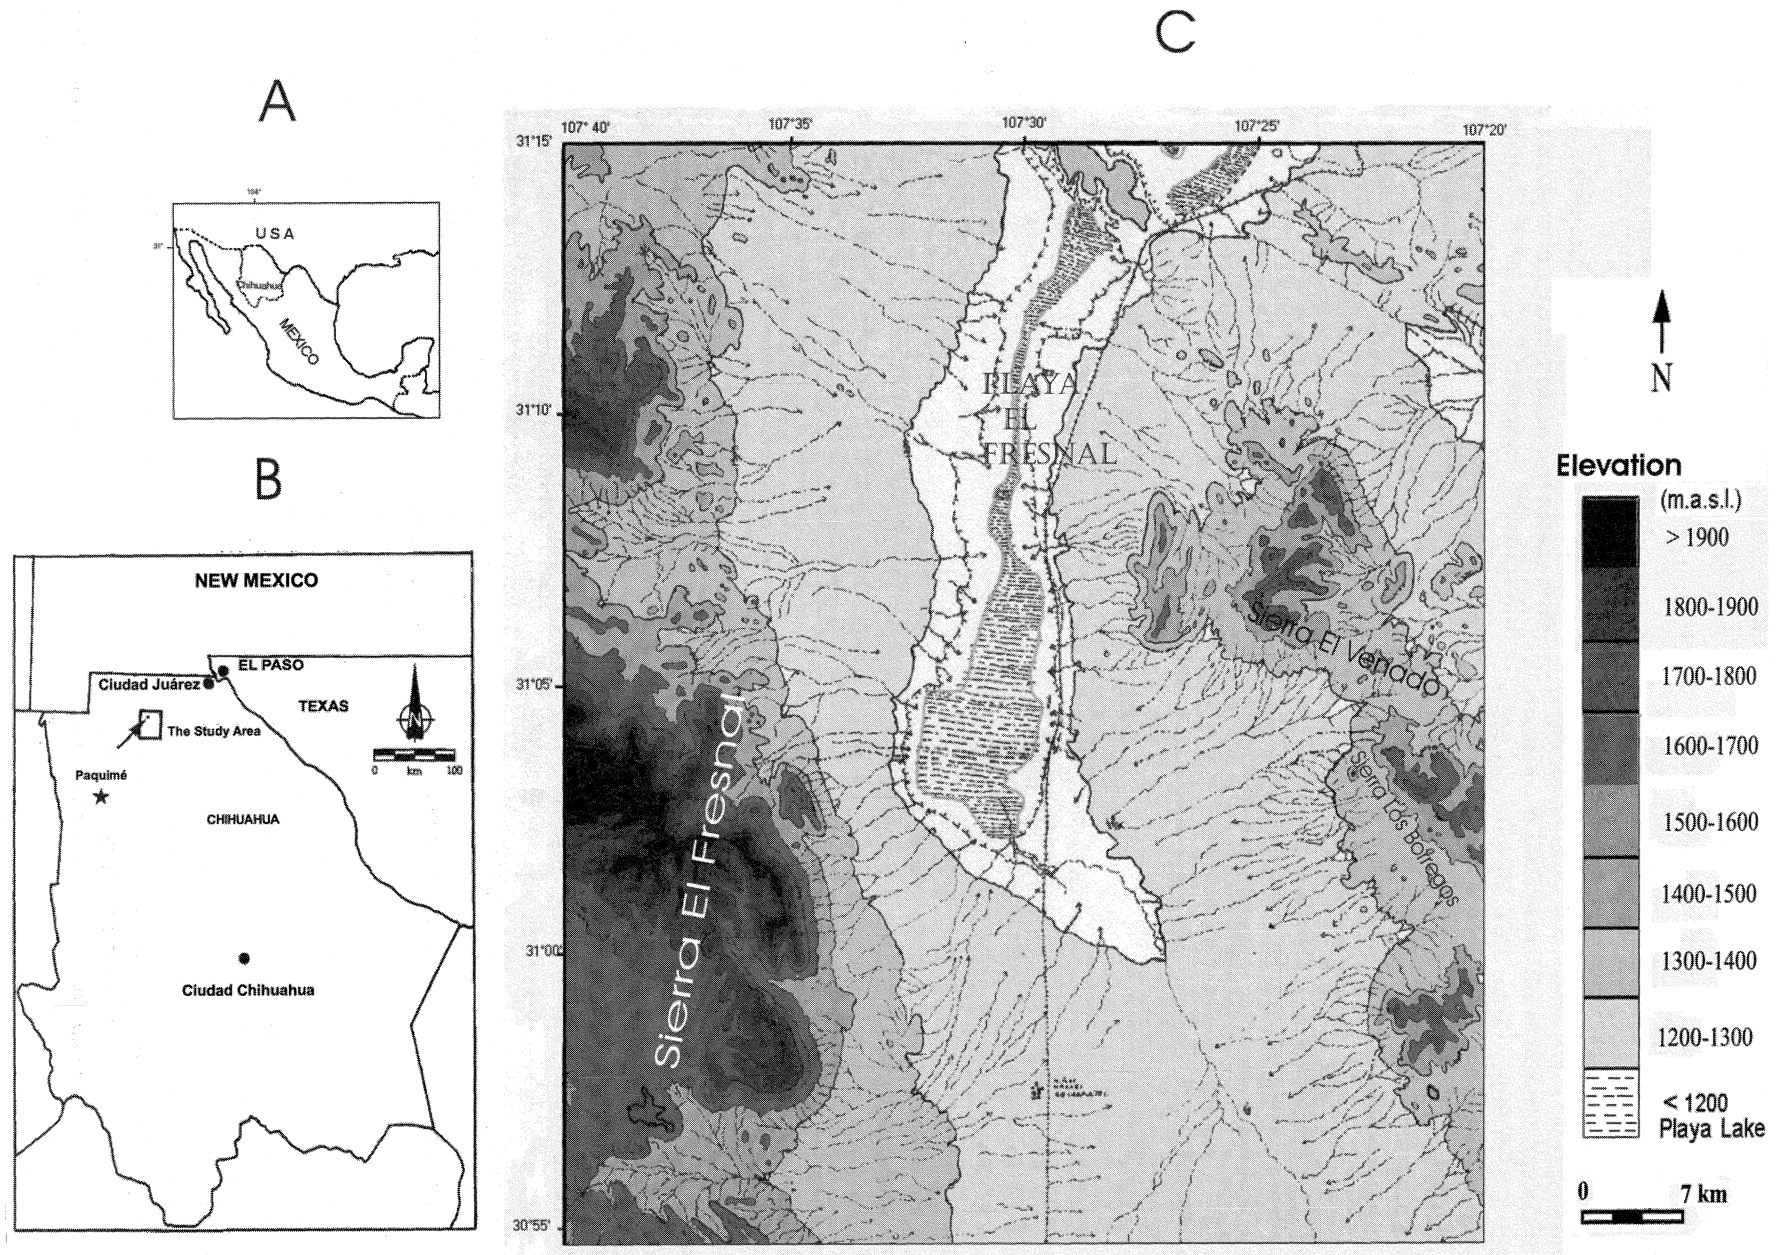 A
108°
31°
USA
Chihuahua
MEXICO
B
NEW MEXICO
EL PASO
Ciudad Juárez
TEXAS
The Study Area
N
0 km 100
Paquimé
CHIHUAHUA
Ciudad Chihuahua
C
107° 40' 107°35' 107°30' 107°25' 107°20'
31°15'
31°10'
31°05'
31°00'
30°55'
PLAYA
EL
FRESNAL
Sierra El Fresnal
Sierra El Venado
Sierra Los Borregos
N
Elevation
(m.a.s.l.)
> 1900
1800-1900
1700-1800
1600-1700
1500-1600
1400-1500
1300-1400
1200-1300
< 1200
Playa Lake
0 7 km